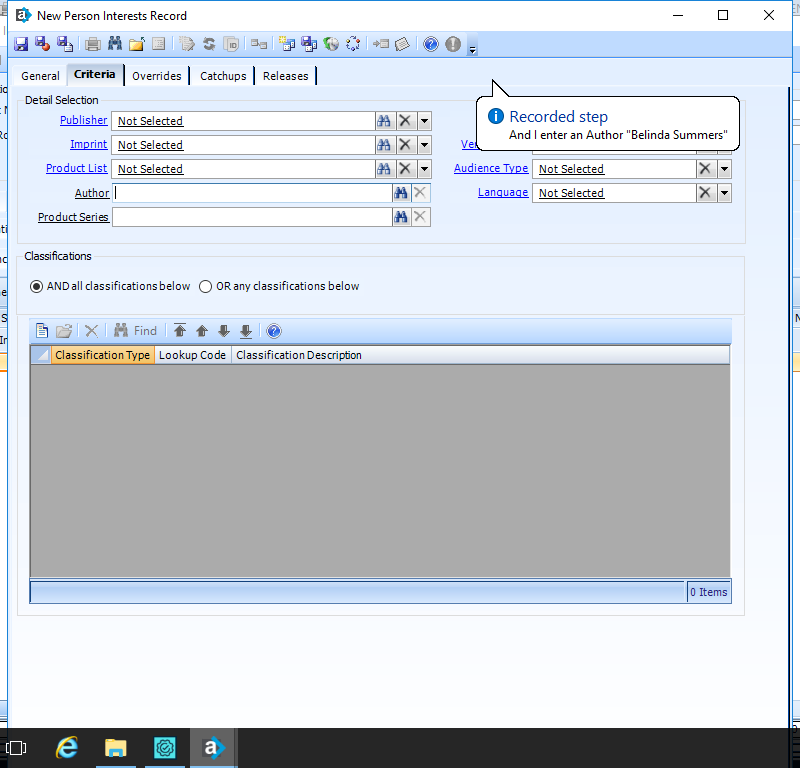 New Person Interests Record
General Criteria Overrides Catchups Releases
Detail Selection
Recorded step
And I enter an Author "Belinda Summers"
Publisher Not Selected
Imprint Not Selected
Product List Not Selected
Audience Type Not Selected
Author
Language Not Selected
Product Series
Classifications
AND all classifications below OR any classifications below
Find
Classification Type Lookup Code Classification Description
0 Items